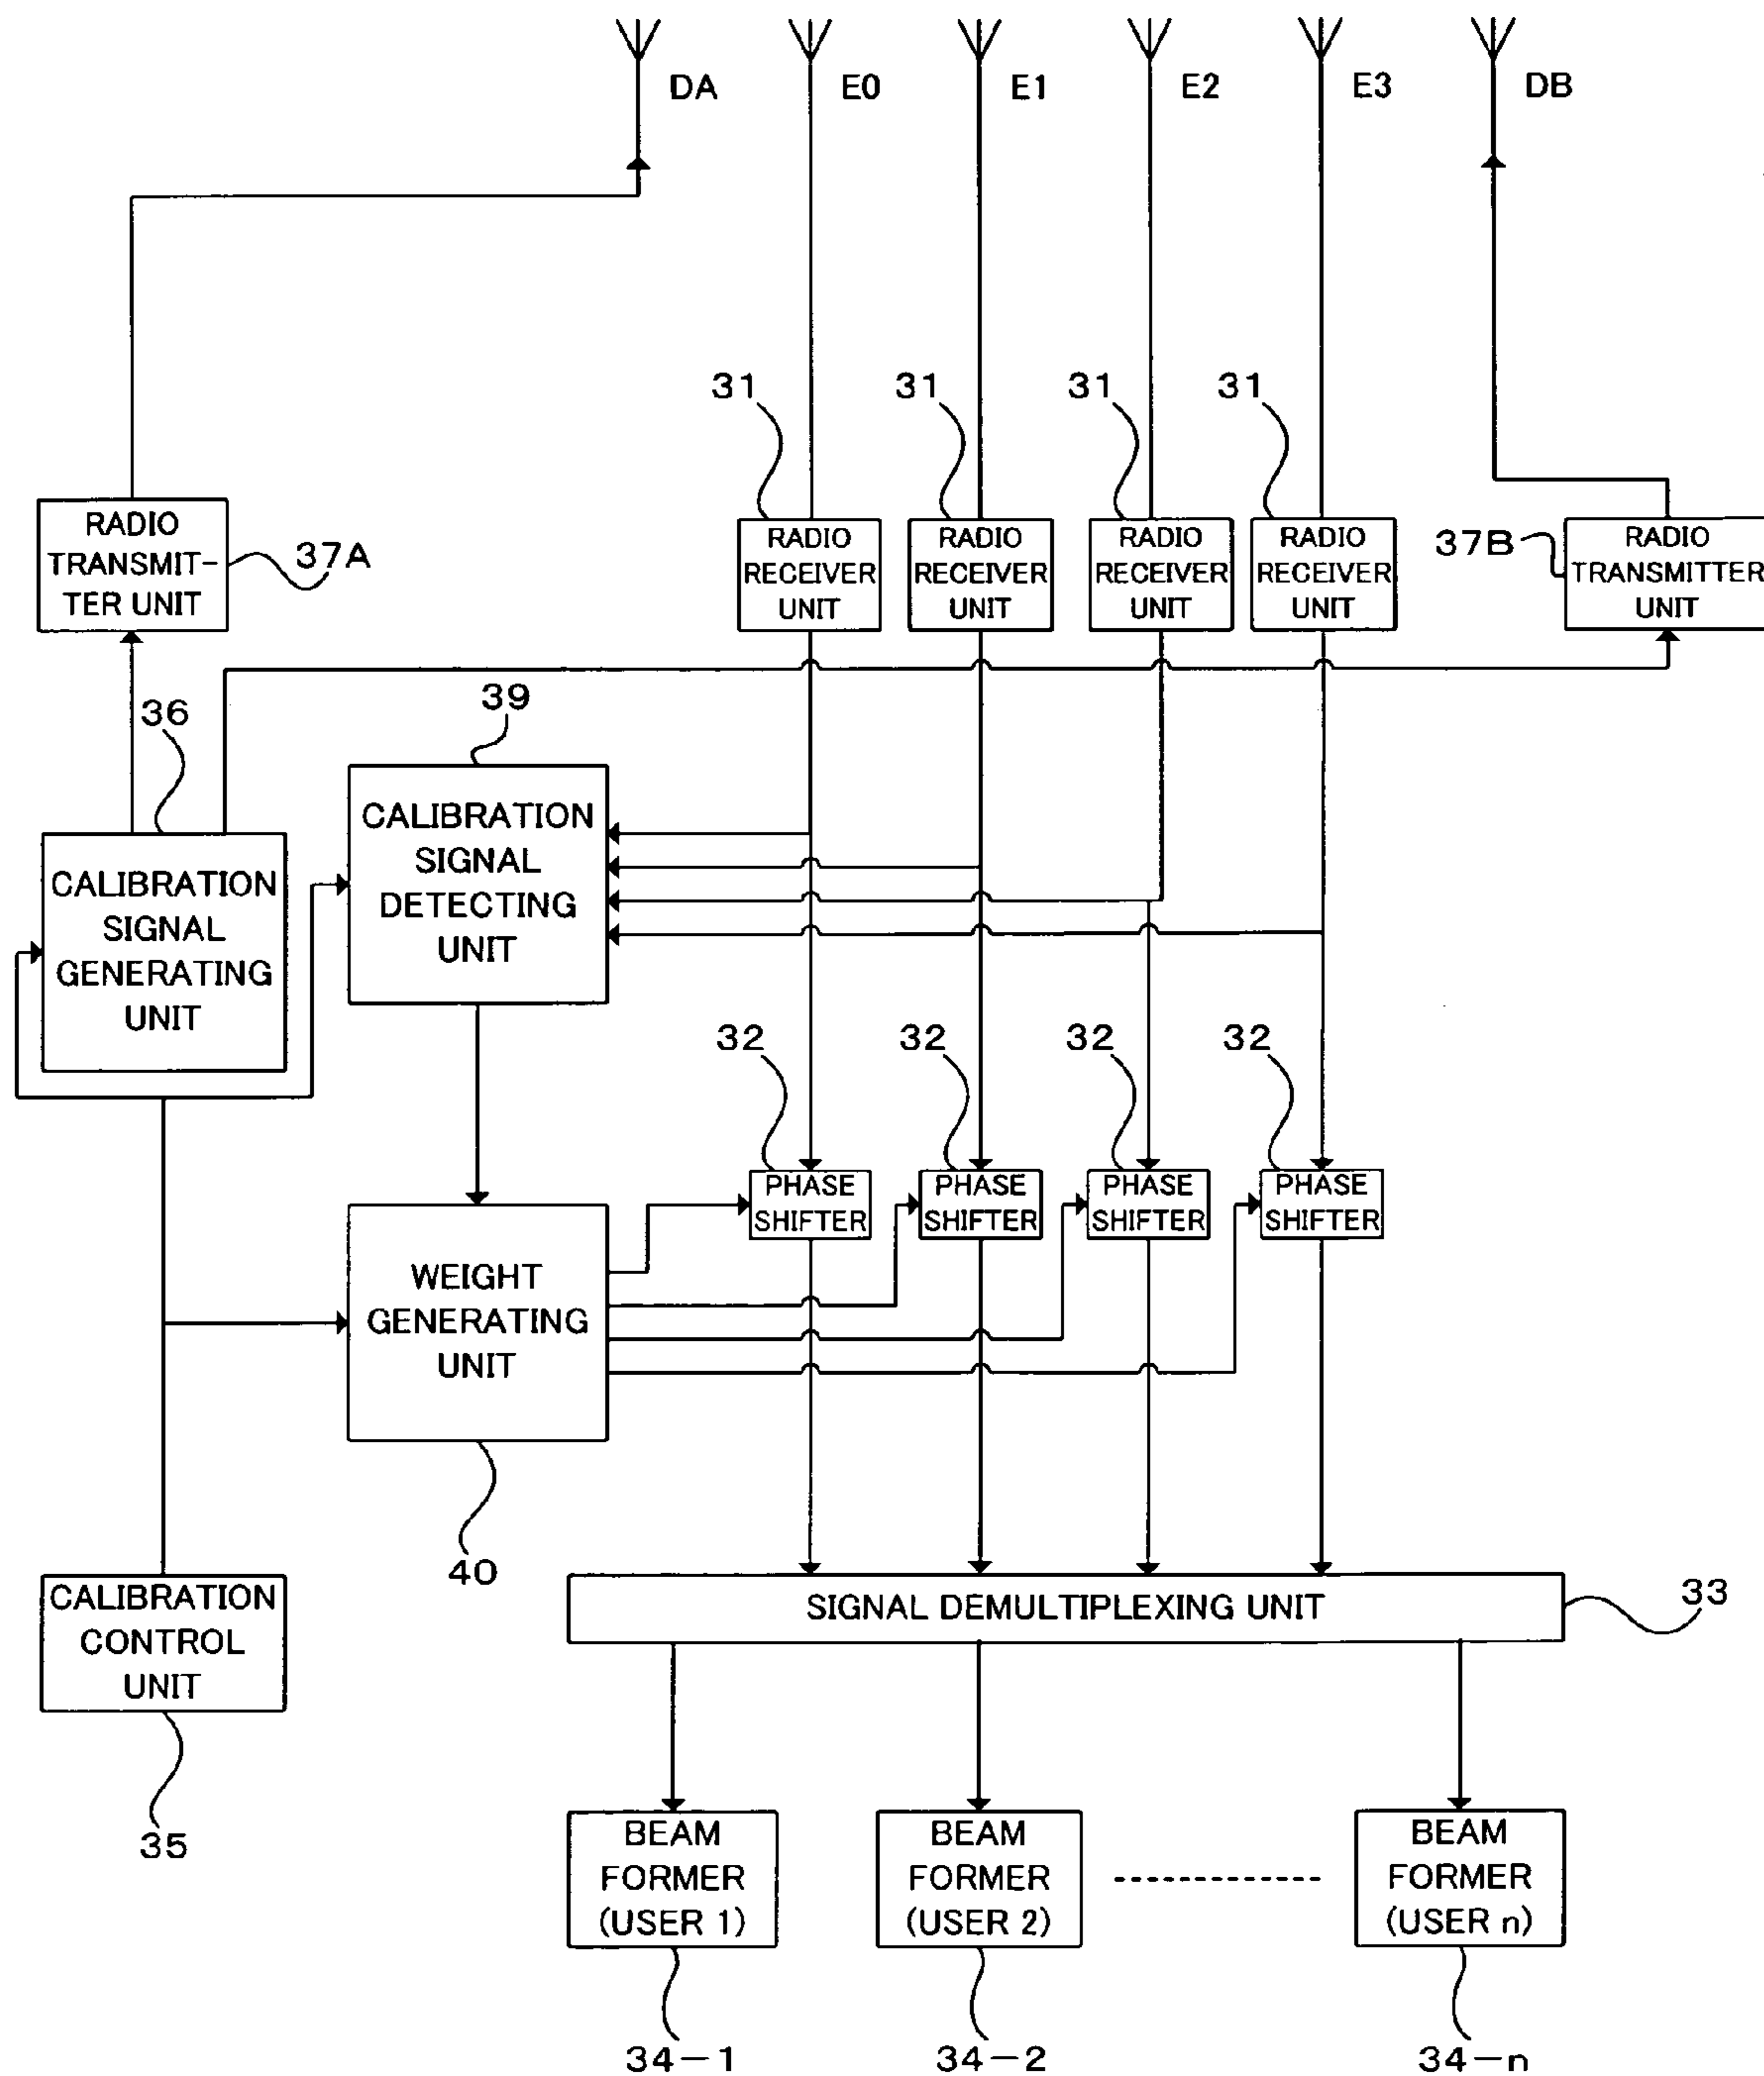 DA
E0
E1
E2
E3
DB
31
31
31
31
RADIO
TRANSMIT-
TER UNIT
37A
RADIO
RECEIVER
UNIT
RADIO
RECEIVER
UNIT
RADIO
RECEIVER
UNIT
RADIO
RECEIVER
UNIT
37B
RADIO
TRANSMITTER
UNIT
36
39
CALIBRATION
SIGNAL
GENERATING
UNIT
CALIBRATION
SIGNAL
DETECTING
UNIT
32
32
32
32
PHASE
SHIFTER
PHASE
SHIFTER
PHASE
SHIFTER
PHASE
SHIFTER
WEIGHT
GENERATING
UNIT
40
CALIBRATION
CONTROL
UNIT
35
SIGNAL DEMULTIPLEXING UNIT
33
BEAM
FORMER
(USER 1)
BEAM
FORMER
(USER 2)
BEAM
FORMER
(USER n)
34-1
34-2
34-n